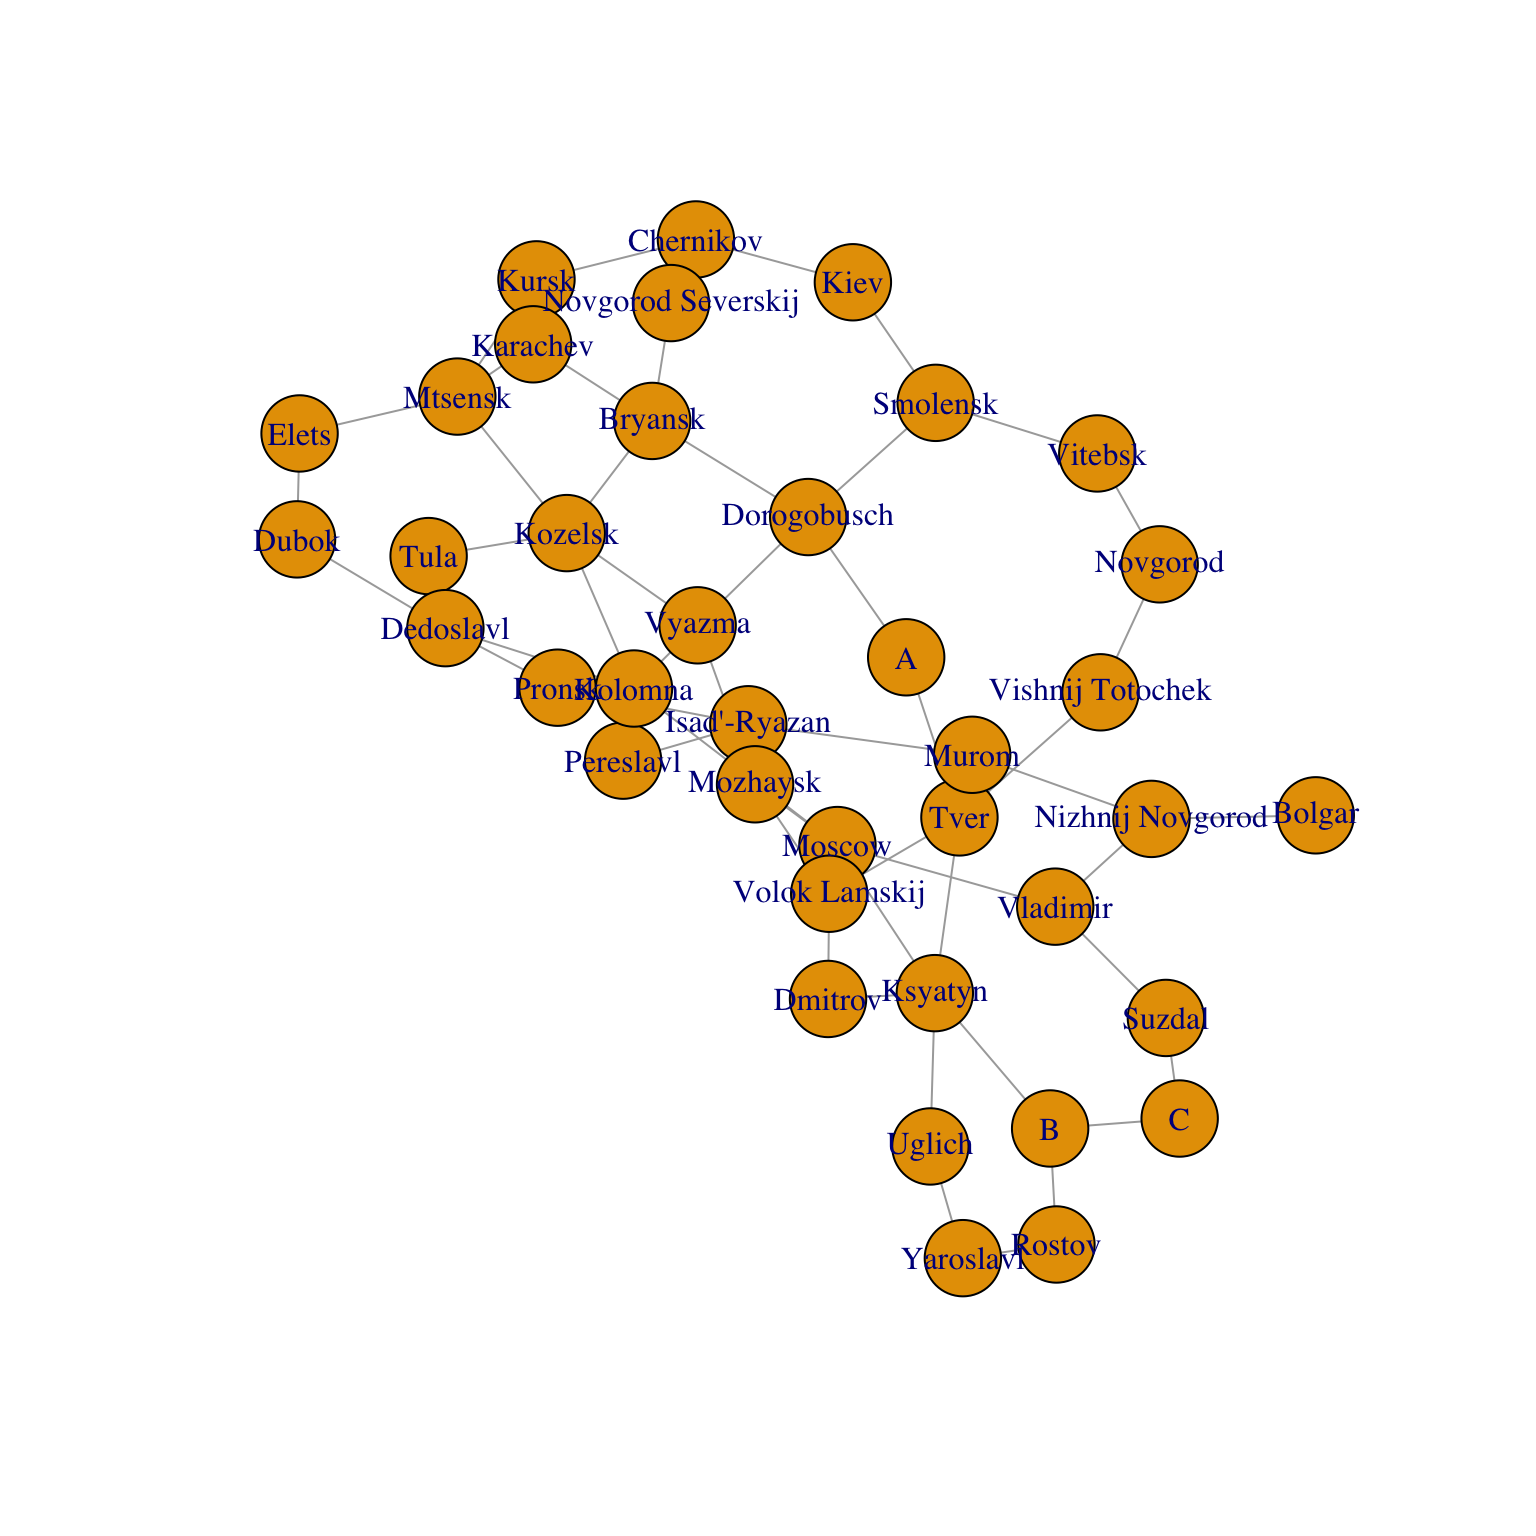 Chernikov
Kursk
Kiev
Novgorod Severskij
Karachev
Mtsensk
Smolensk
Bryansk
Elets
Vitebsk
Dorogobusch
Kozelsk
Dubok
Tula
Novgorod
Vyazma
Dedoslavl
A
Pronsk
Kolomna
Vishnij Totochek
Isad'-Ryazan
Murom
Pereslavl
Mozhaysk
Tver
Nizhnij Novgorod
Bolgar
Moscow
Volok Lamskij
Vladimir
Dmitrov
Ksyatyn
Suzdal
C
B
Uglich
Rostov
Yaroslavl